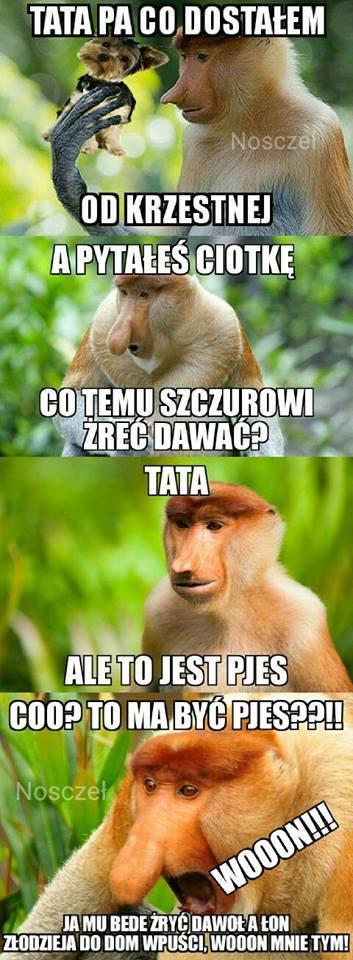 TATA PA CO DOSTAŁEM
Nosczeł
OD KRZESTNEJ
A PYTAŁEŚ CIOTKĘ
CO TEMU SZCZUROWI
ŻREĆ DAWAĆ?
TATA
ALE TO JEST PJES
COO? TO MA BYĆ PJES??!!
Nosczeł
WOOON!!!
JA MU BEDE ŻRYĆ DAWOŁ A ŁON
ZŁODZIEJA DO DOM WPUŚCI, WOOON MNIE TYM!